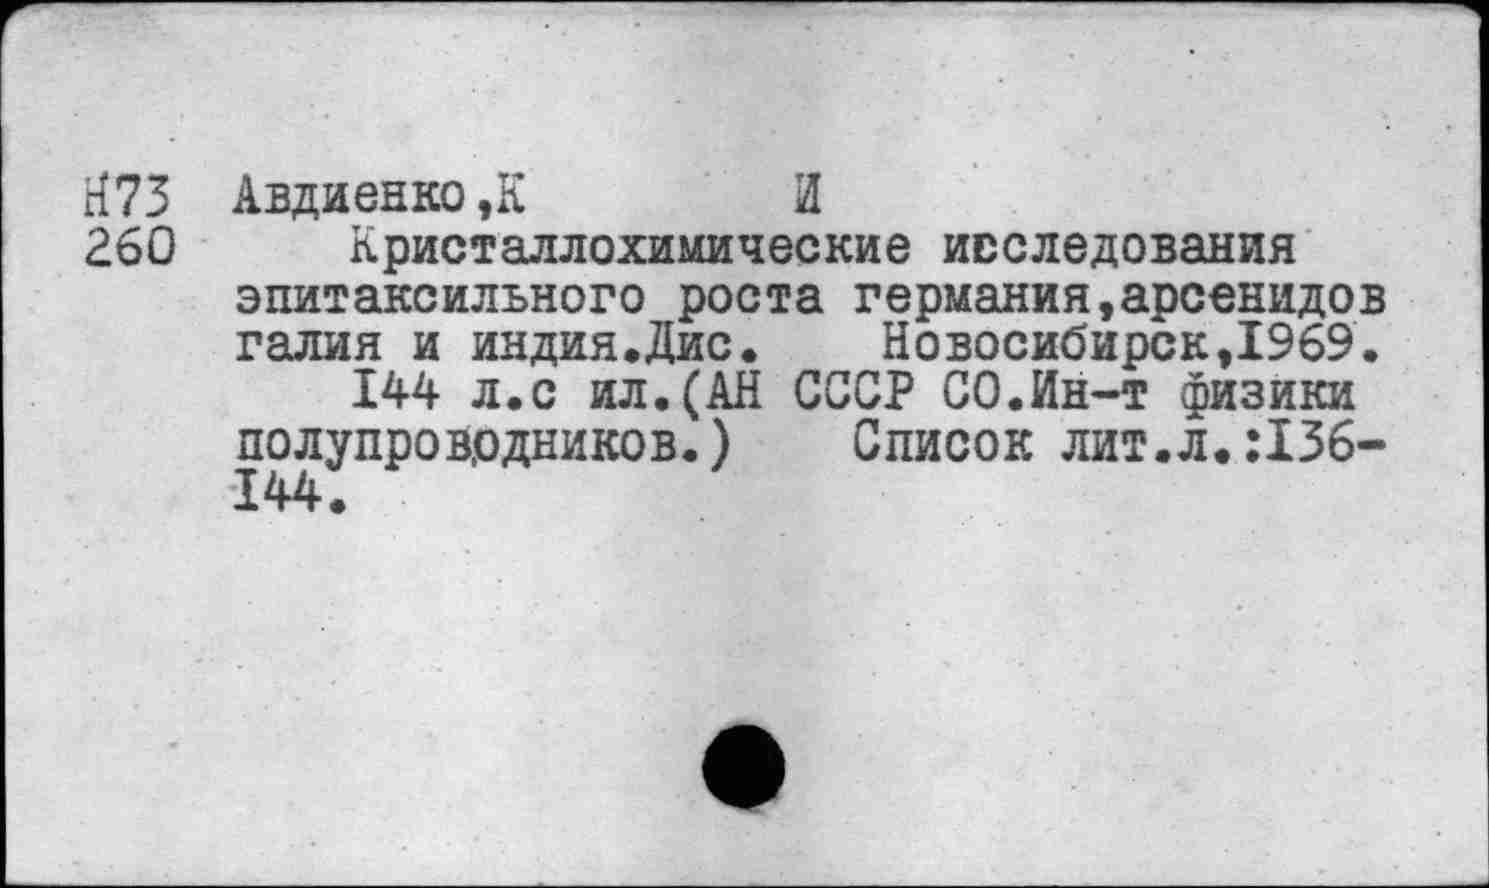 Н73 Авдиенко,К И
260 Кристаллохимические исследования
эпитаксильного роста германия,арсенидов
галия и индия.Дис. Новосибирск,1969.
144 л.с ил.(АН СССР СО.Ин-т физики
полупроводников.) Список лит.л.:136-
144.